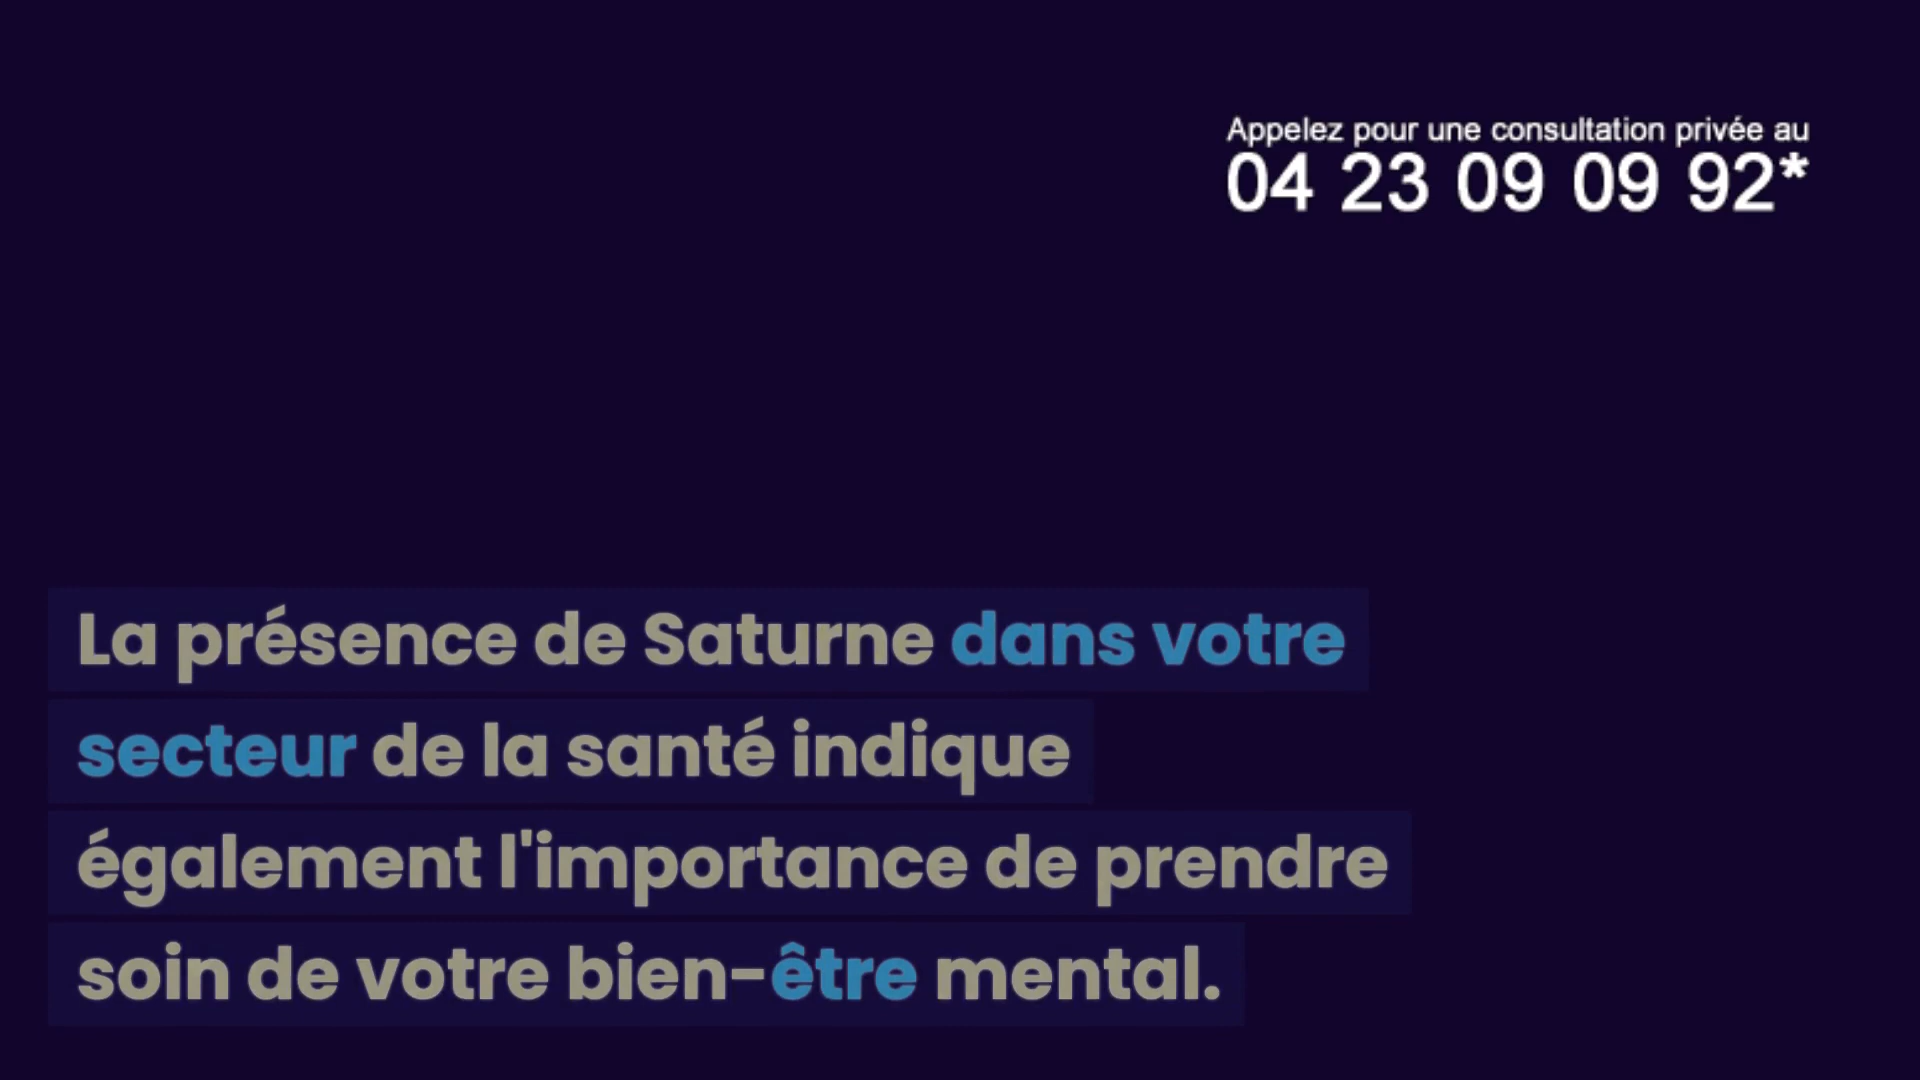 Appelez pour une consultation privée au
04 23 09 09 92*
La présence de Saturne dans votre
secteur de la santé indique
également l'importance de prendre
soin de votre bien-être mental.